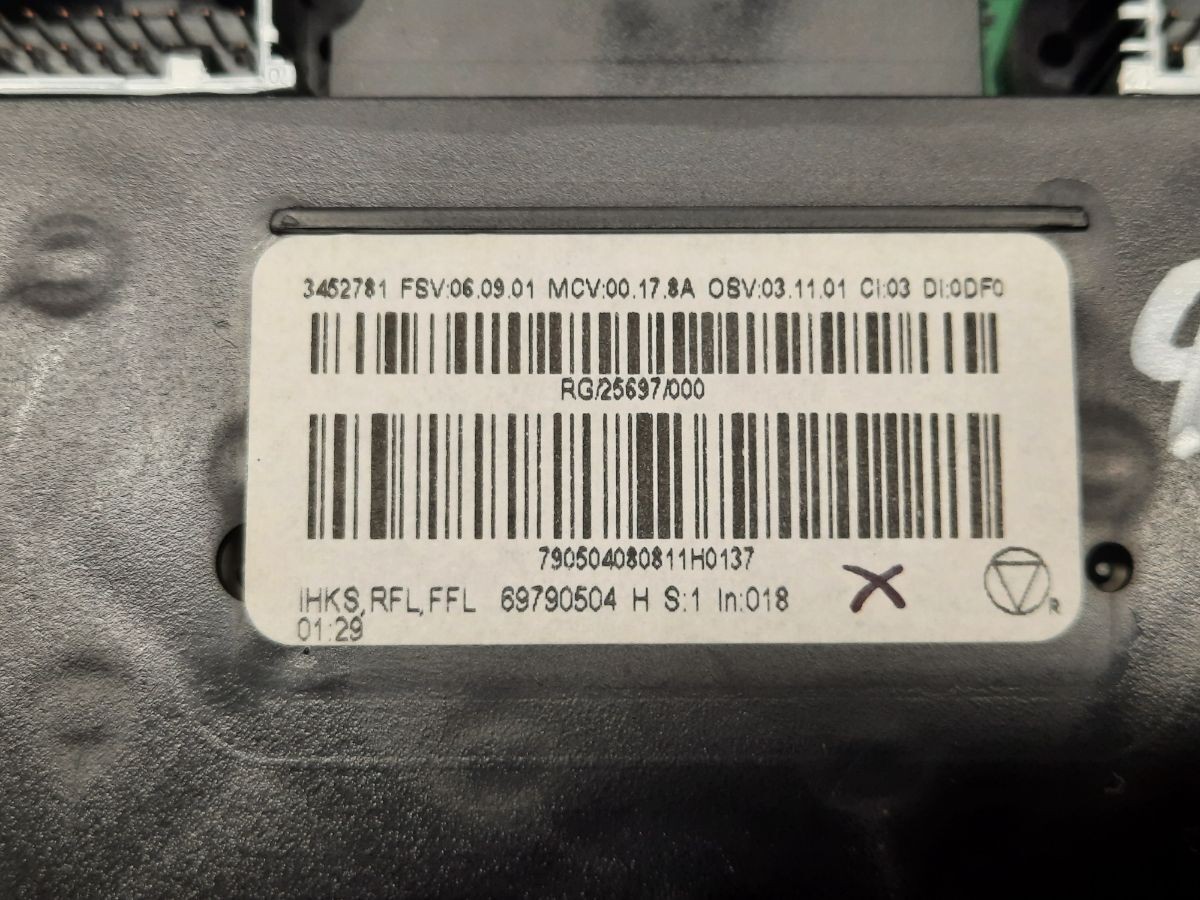 3452781 FSV:06.09.01 MCV:00.17.8A OSV:03.11.01 CI:03 DI:0DF0
RG/25697/000
790504080811H0137
IHKS,RFL,FFL 69790504 H S:1 In:018
01:29
R